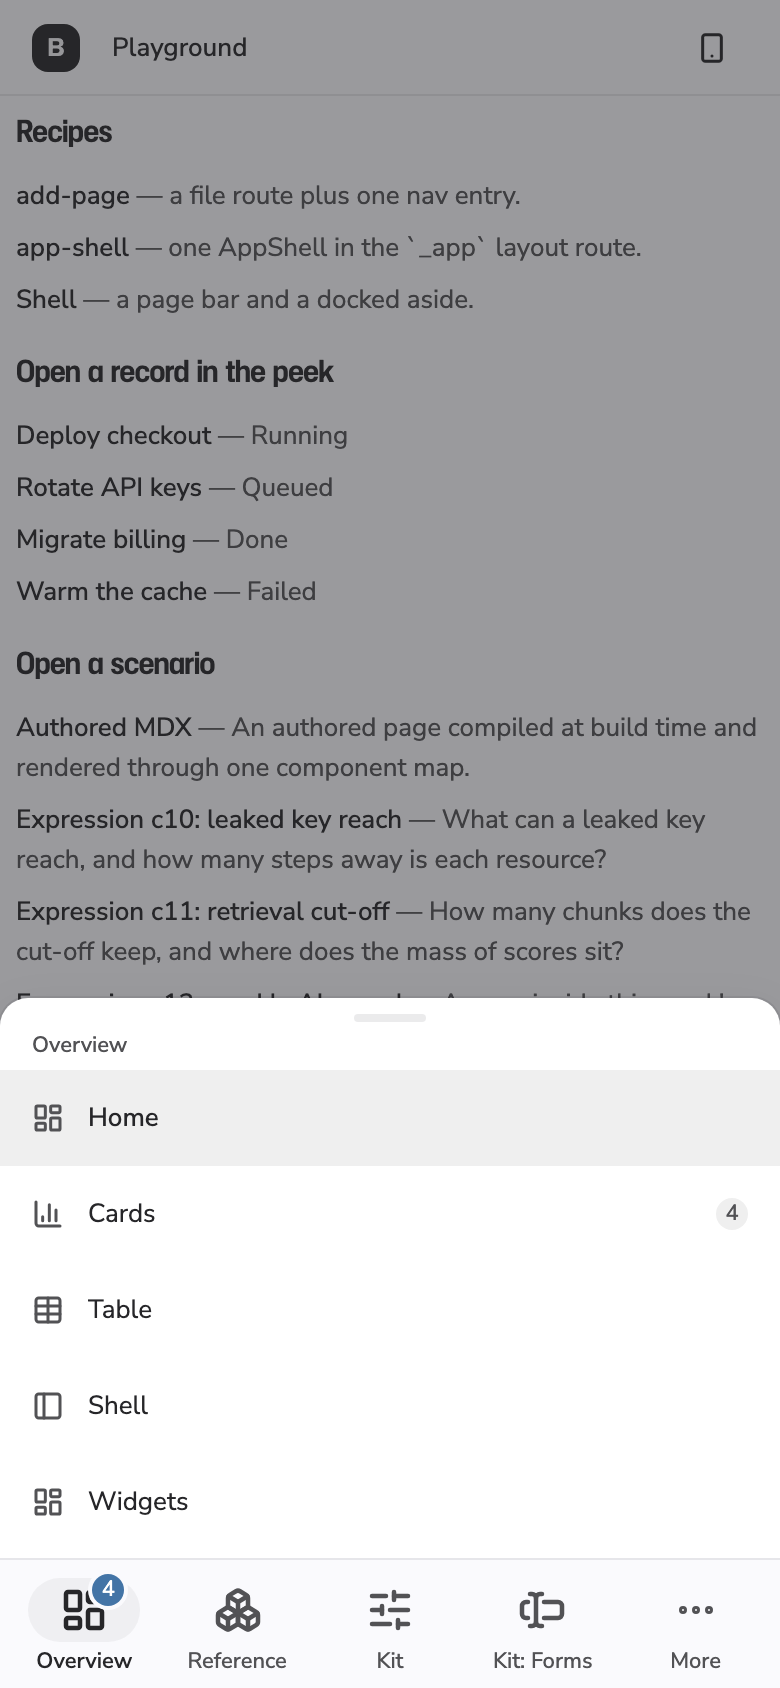 B Playground
Recipes
add-page — a file route plus one nav entry.
app-shell — one AppShell in the `_app` layout route.
Shell — a page bar and a docked aside.
Open a record in the peek
Deploy checkout — Running
Rotate API keys — Queued
Migrate billing — Done
Warm the cache — Failed
Open a scenario
Authored MDX — An authored page compiled at build time and
rendered through one component map.
Expression c10: leaked key reach — What can a leaked key
reach, and how many steps away is each resource?
Expression c11: retrieval cut-off — How many chunks does the
cut-off keep, and where does the mass of scores sit?
Overview
Home
Cards 4
Table
Shell
Widgets
4
Overview Reference Kit Kit: Forms More